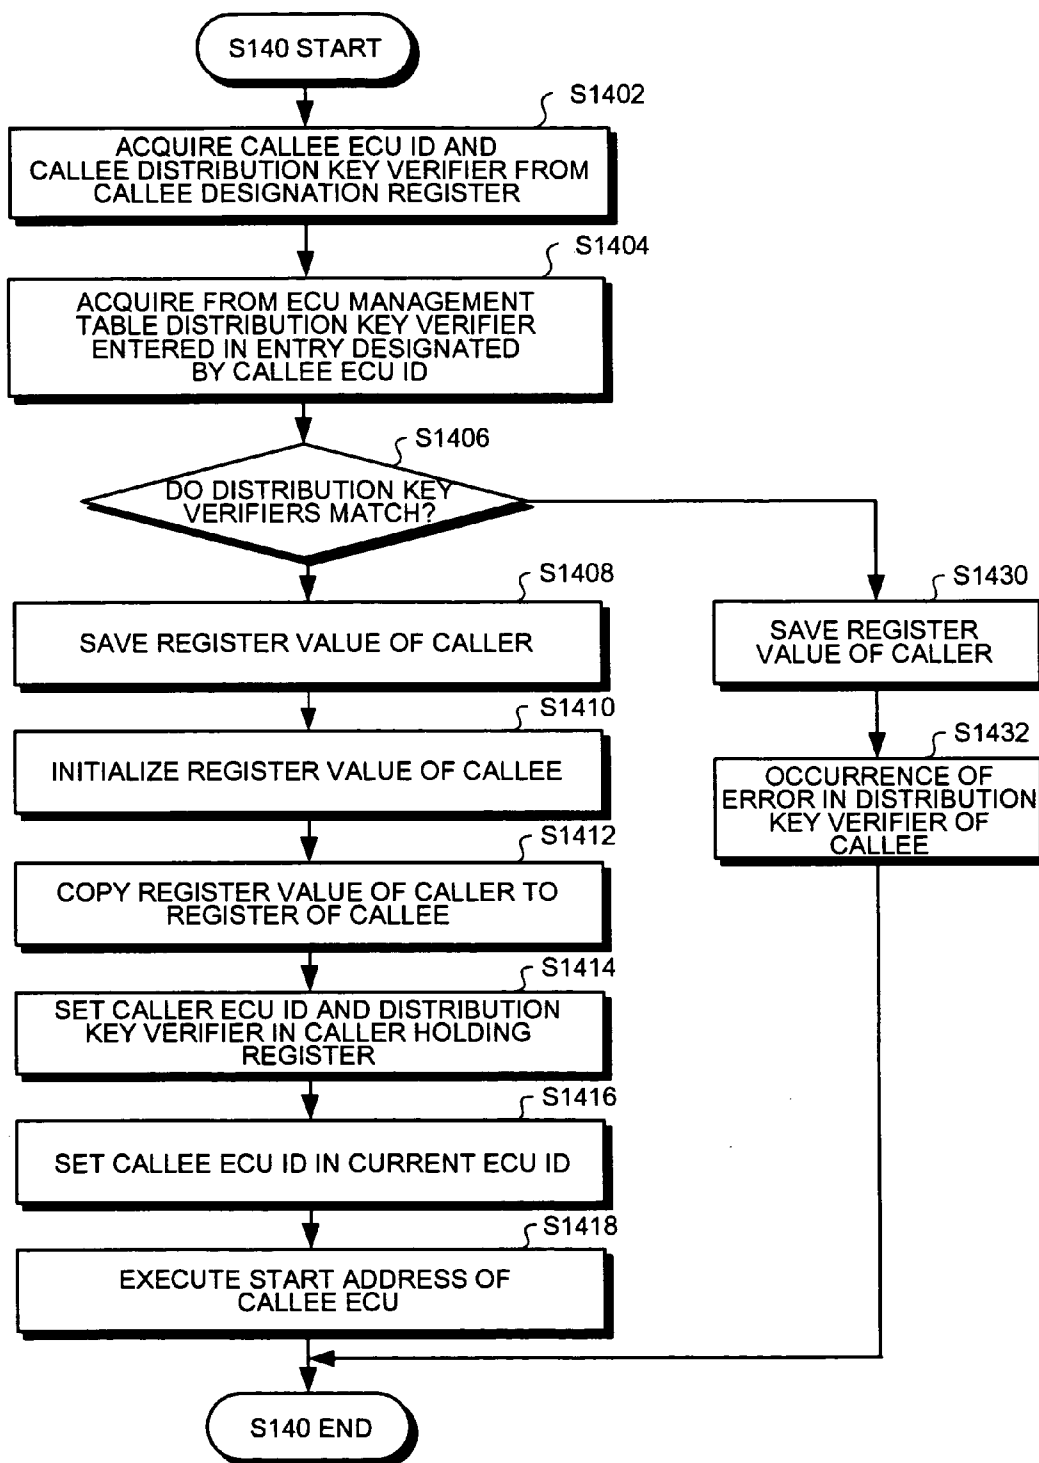 S140 START
S1402
ACQUIRE CALLEE ECU ID AND
CALLEE DISTRIBUTION KEY VERIFIER FROM
CALLEE DESIGNATION REGISTER
S1404
ACQUIRE FROM ECU MANAGEMENT
TABLE DISTRIBUTION KEY VERIFIER
ENTERED IN ENTRY DESIGNATED
BY CALLEE ECU ID
S1406
DO DISTRIBUTION KEY
VERIFIERS MATCH?
S1408
SAVE REGISTER VALUE OF CALLER
S1430
SAVE REGISTER
VALUE OF CALLER
S1410
INITIALIZE REGISTER VALUE OF CALLEE
S1432
OCCURRENCE OF
ERROR IN DISTRIBUTION
KEY VERIFIER OF
CALLEE
S1412
COPY REGISTER VALUE OF CALLER TO
REGISTER OF CALLEE
S1414
SET CALLER ECU ID AND DISTRIBUTION
KEY VERIFIER IN CALLER HOLDING
REGISTER
S1416
SET CALLEE ECU ID IN CURRENT ECU ID
S1418
EXECUTE START ADDRESS OF
CALLEE ECU
S140 END